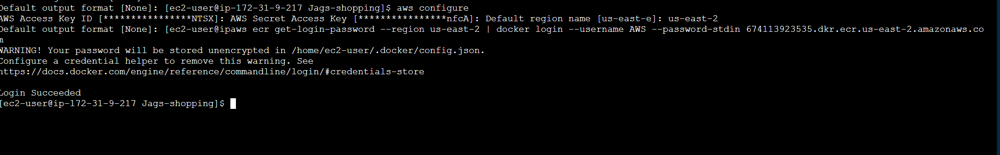 Default output format [None]: [ec2-user@ip-172-31-9-217 Jags-shopping]$ aws configure
AWS Access Key ID [****************NTSX]: AWS Secret Access Key [****************nfcA]: Default region name [us-east-e]: us-east-2
Default output format [None]: [ec2-user@ipaws ecr get-login-password --region us-east-2 | docker login --username AWS --password-stdin 674113923535.dkr.ecr.us-east-2.amazonaws.co
m
WARNING! Your password will be stored unencrypted in /home/ec2-user/.docker/config.json.
Configure a credential helper to remove this warning. See
https://docs.docker.com/engine/reference/commandline/login/#credentials-store
Login Succeeded
[ec2-user@ip-172-31-9-217 Jags-shopping]$